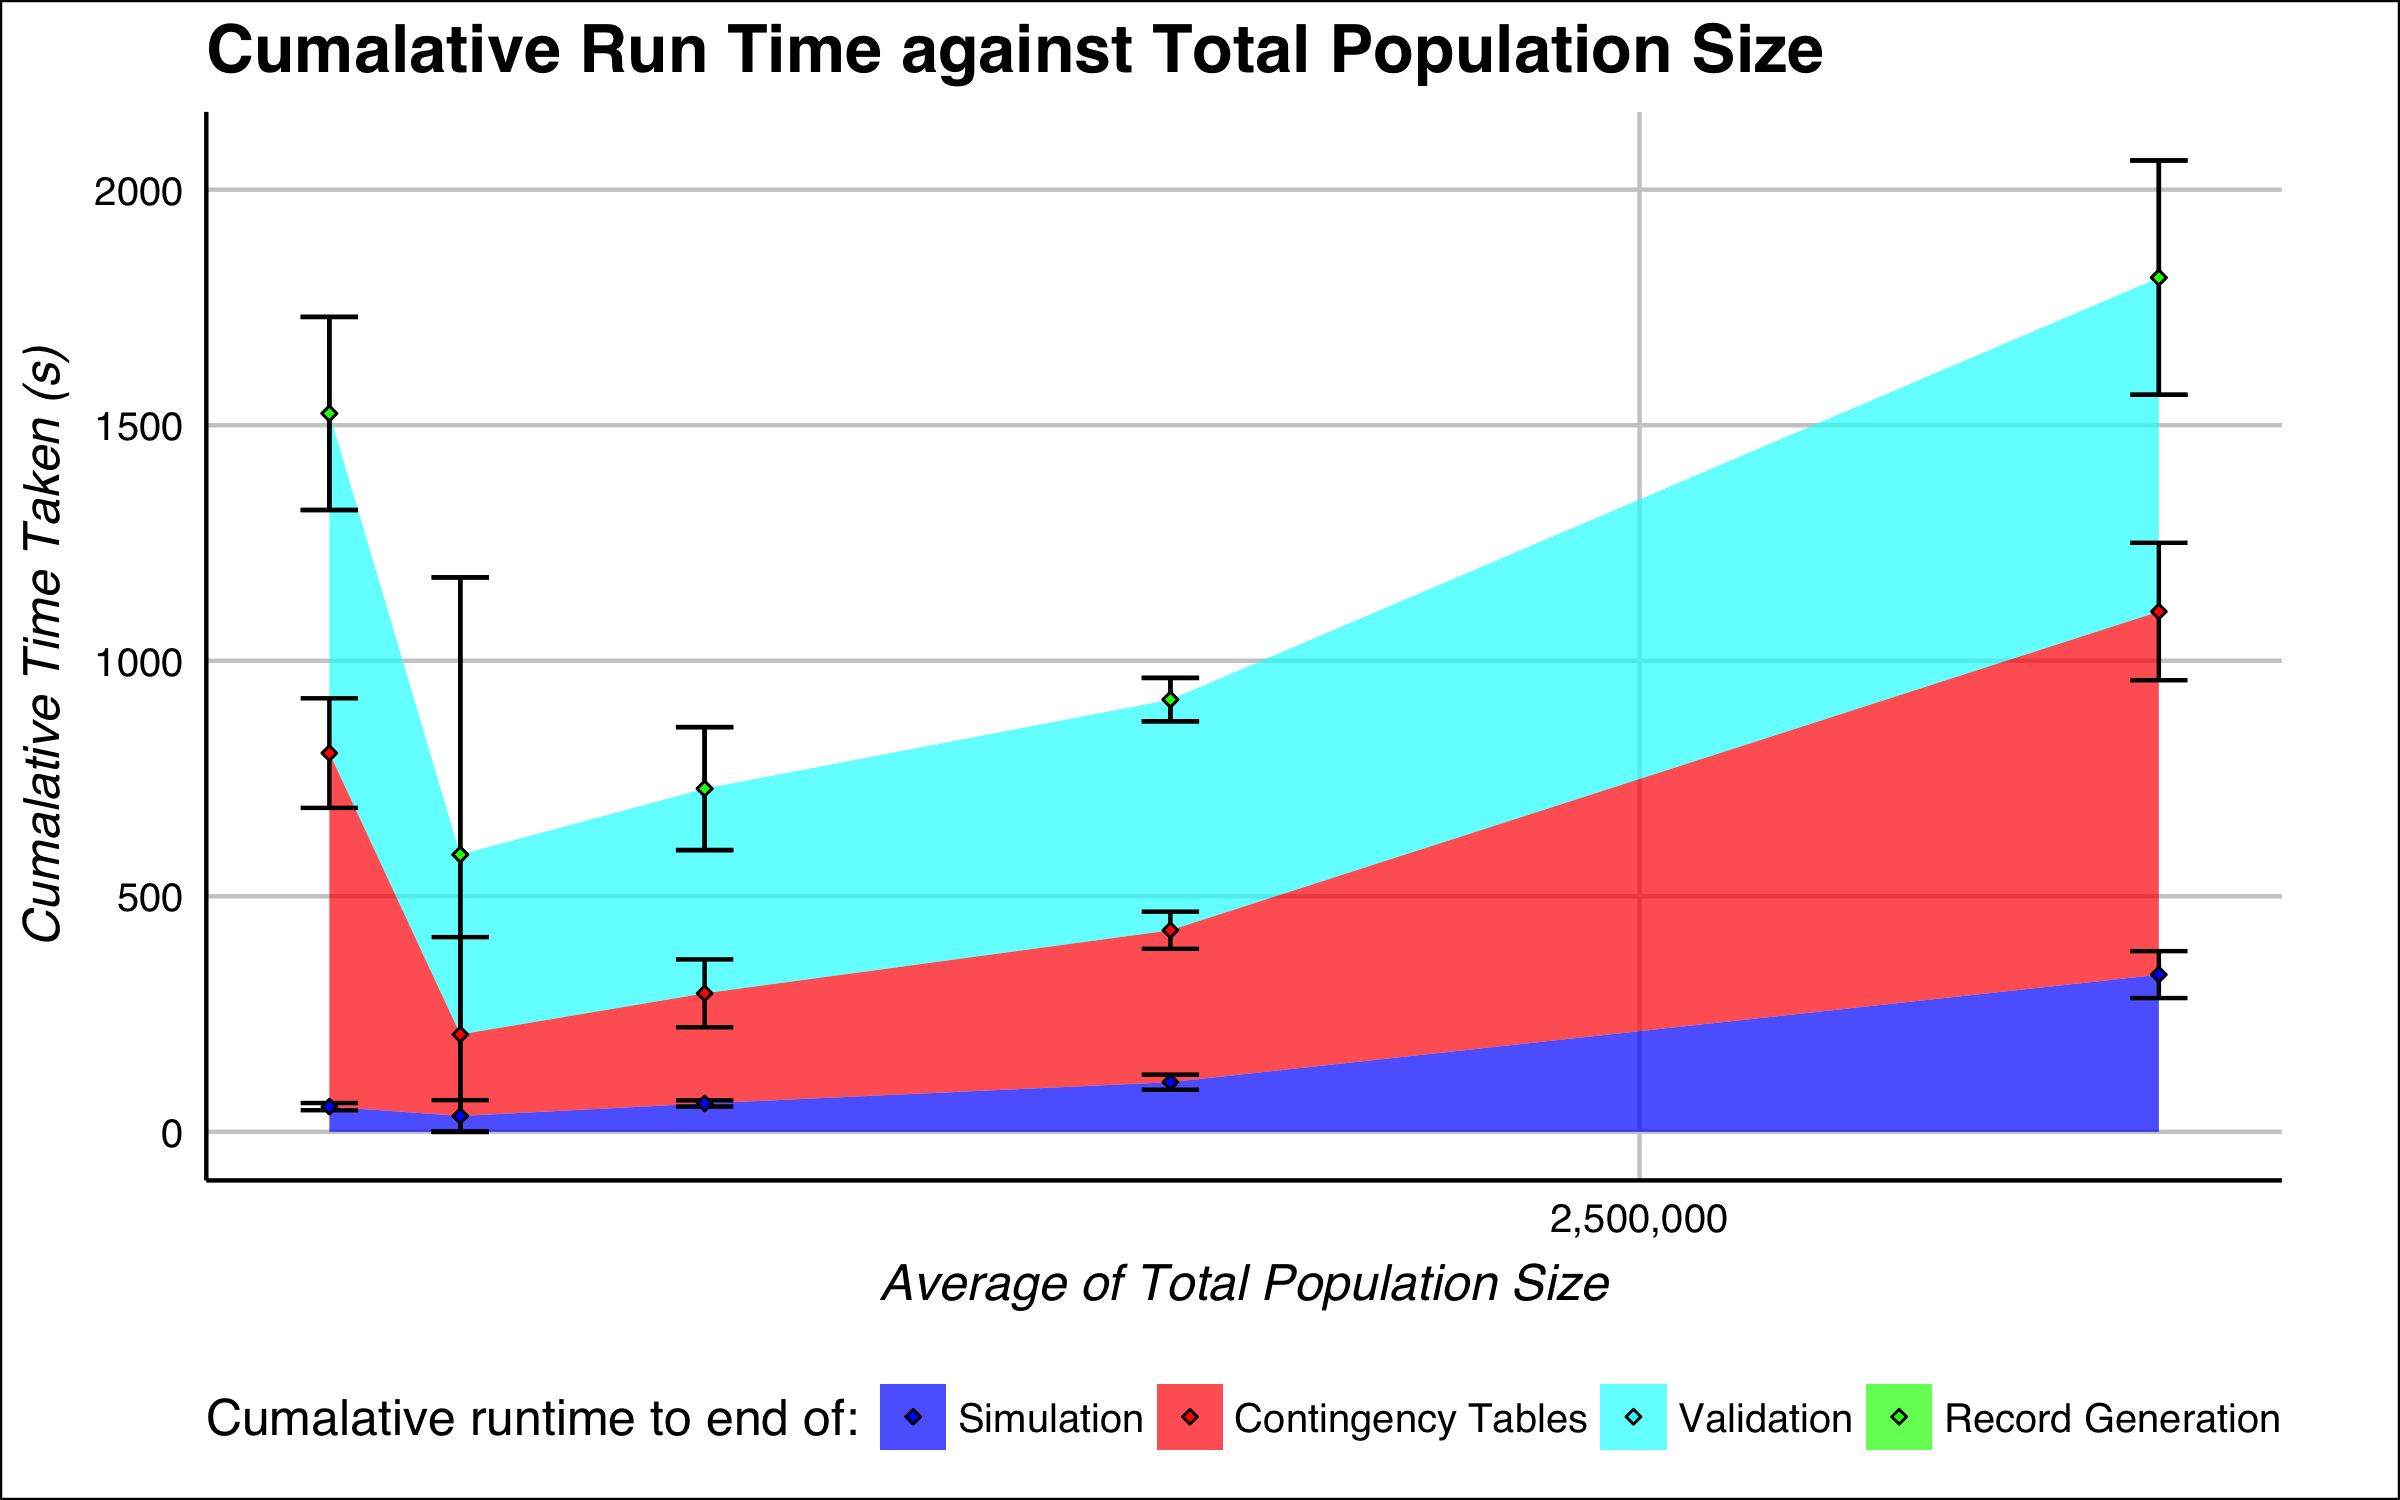 Cumalative Run Time against Total Population Size
Cumalative Time Taken (s)
2000
1500
1000
500
0
2,500,000
Average of Total Population Size
Cumalative runtime to end of: Simulation Contingency Tables Validation Record Generation